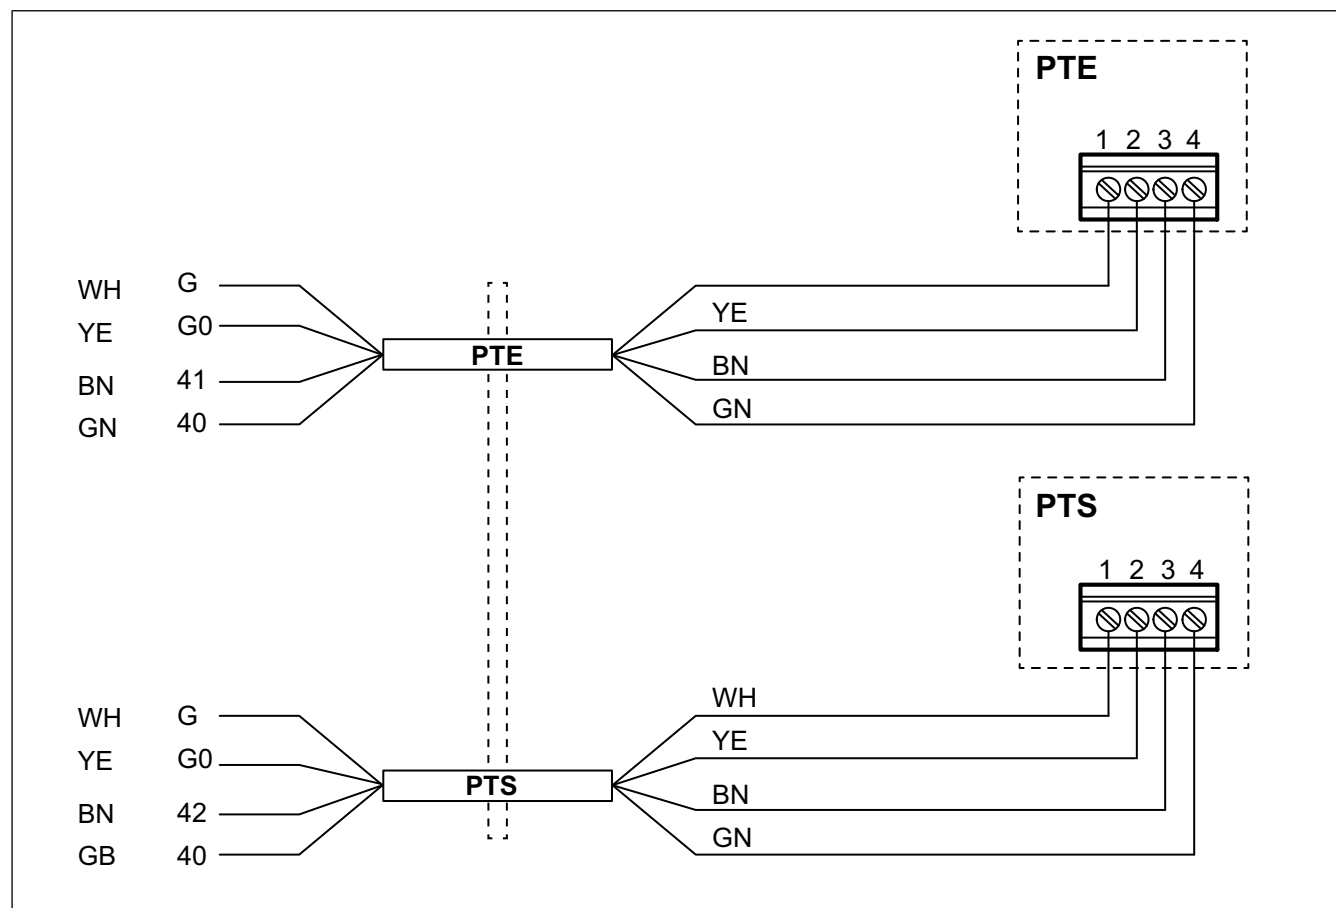 PTE
1 2 3 4
WH G
YE G0
YE
PTE
BN
BN 41
GN
GN 40
PTS
1 2 3 4
WH
WH G
YE
YE G0
PTS
BN
BN 42
GN
GB 40